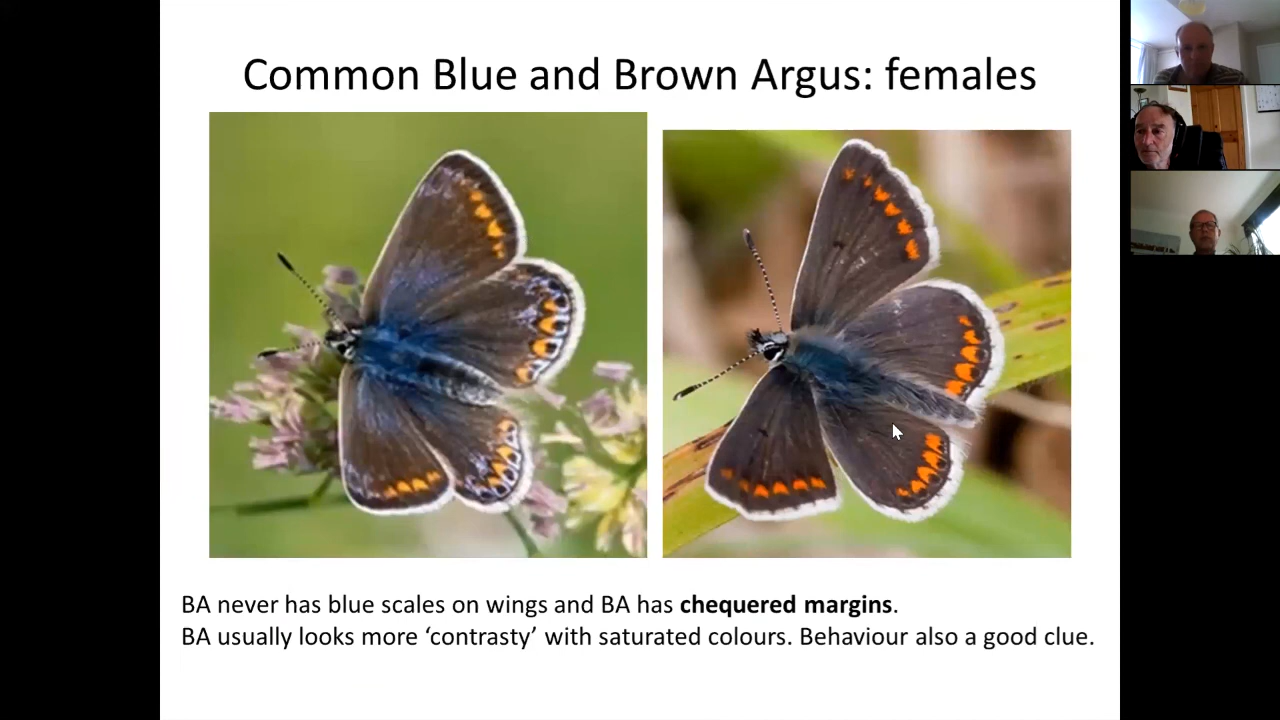 Common Blue and Brown Argus: females
BA never has blue scales on wings and BA has chequered margins.
BA usually looks more ‘contrasty’ with saturated colours. Behaviour also a good clue.